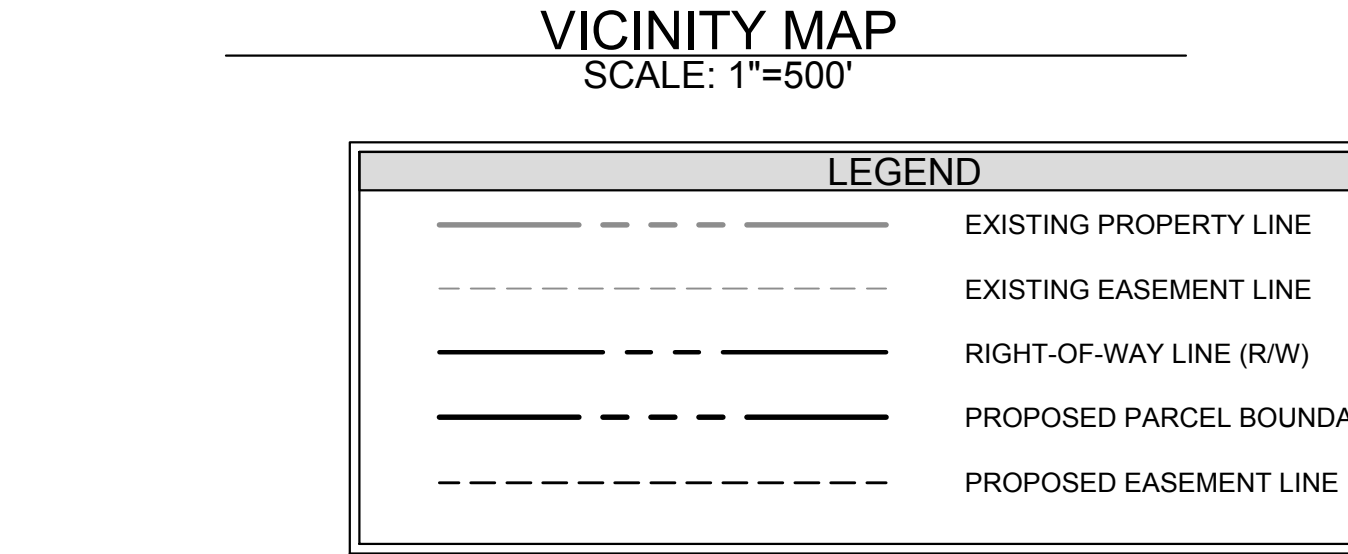 VICINITY MAP
SCALE: 1"=500'
LEGEND
EXISTING PROPERTY LINE
EXISTING EASEMENT LINE
RIGHT-OF-WAY LINE (R/W)
PROPOSED PARCEL
PROPOSED EASEMENT LINE